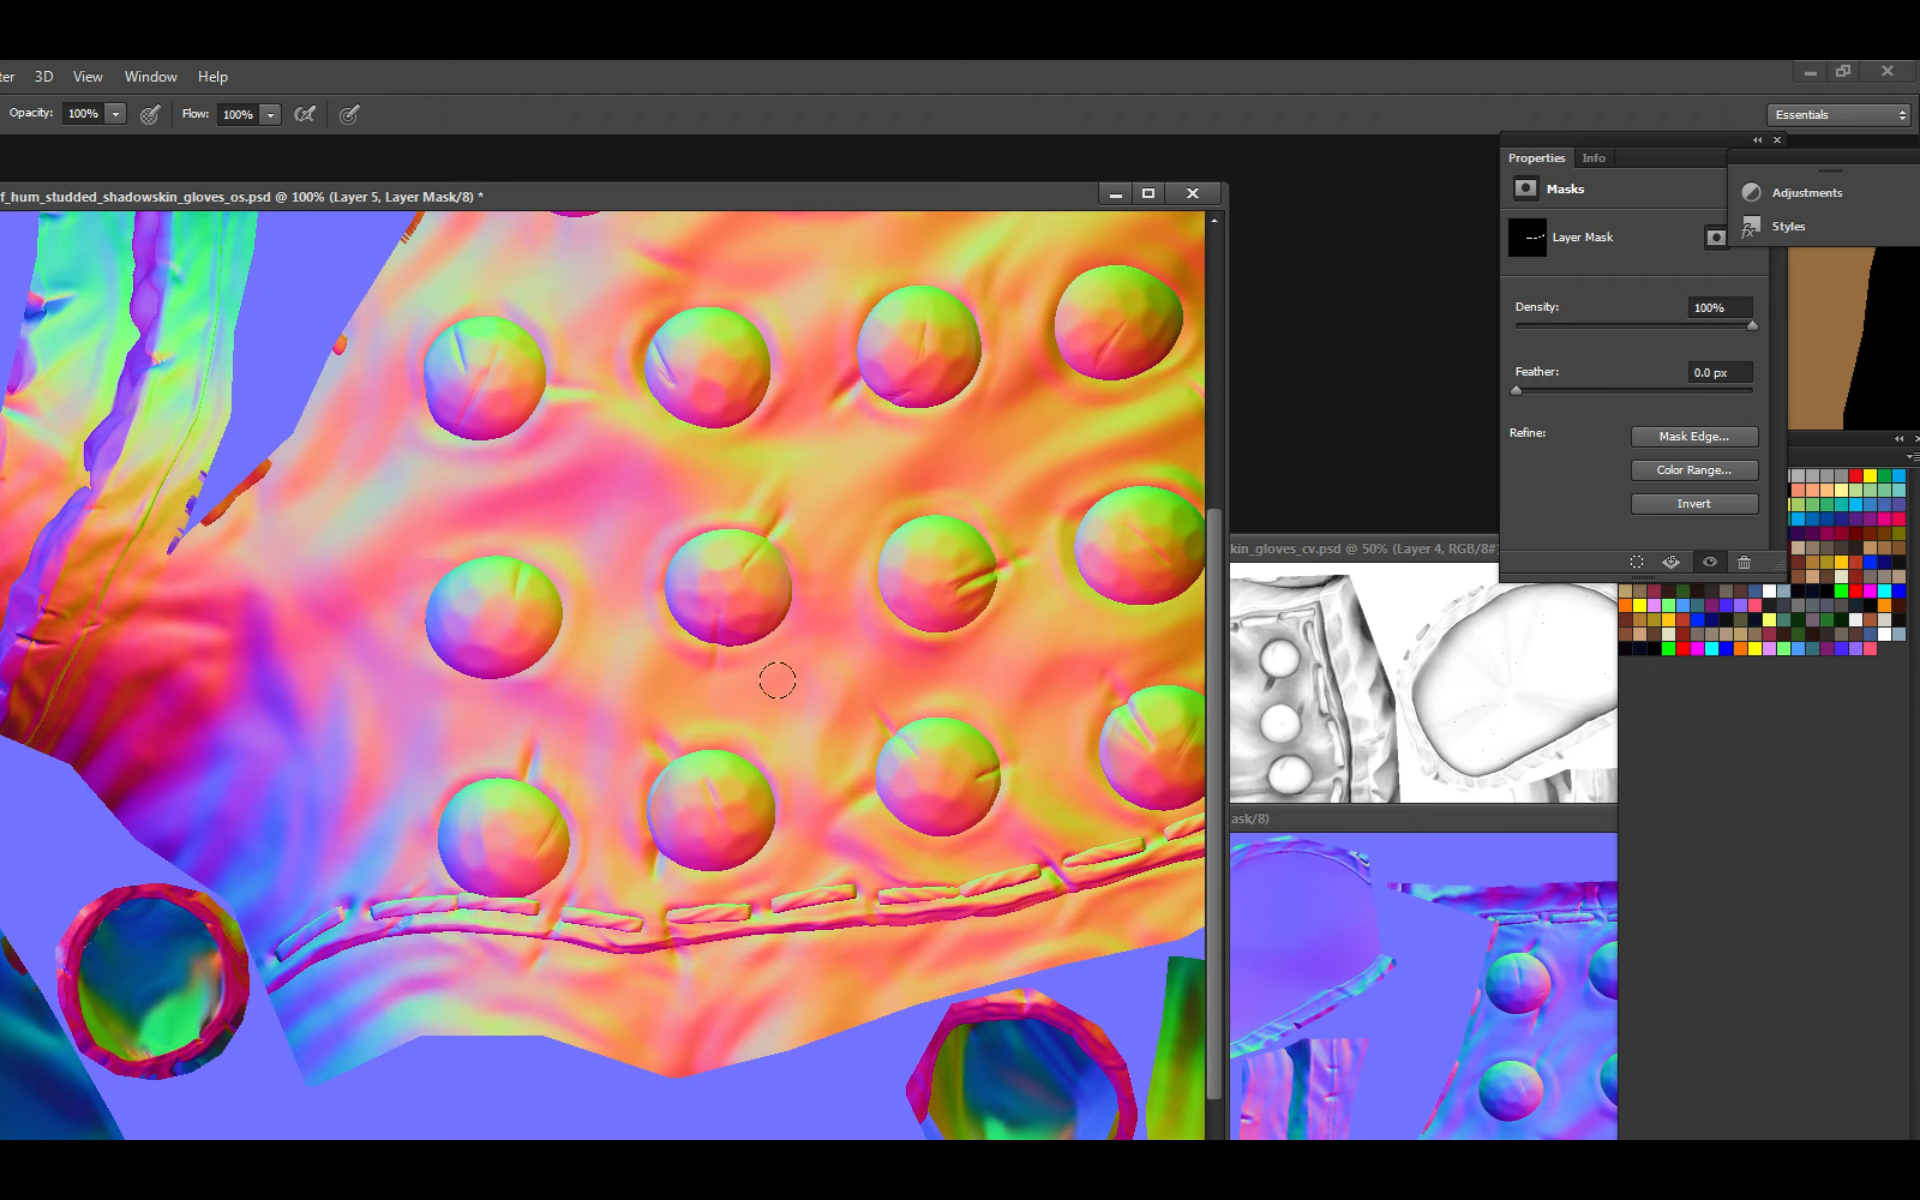 ter 3D View Window Help
Opacity: 100% Flow: 100% Essentials
Properties Info
f_hum_studded_shadowskin_gloves_os.psd @ 100% (Layer 5, Layer Mask/8) *
Masks
Adjustments
Styles
Layer Mask
Density: 100%
Feather: 0.0 px
Refine: Mask Edge...
Color Range...
Invert
kin_gloves_cv.psd @ 50% (Layer 4, RGB/8#
ask/8)